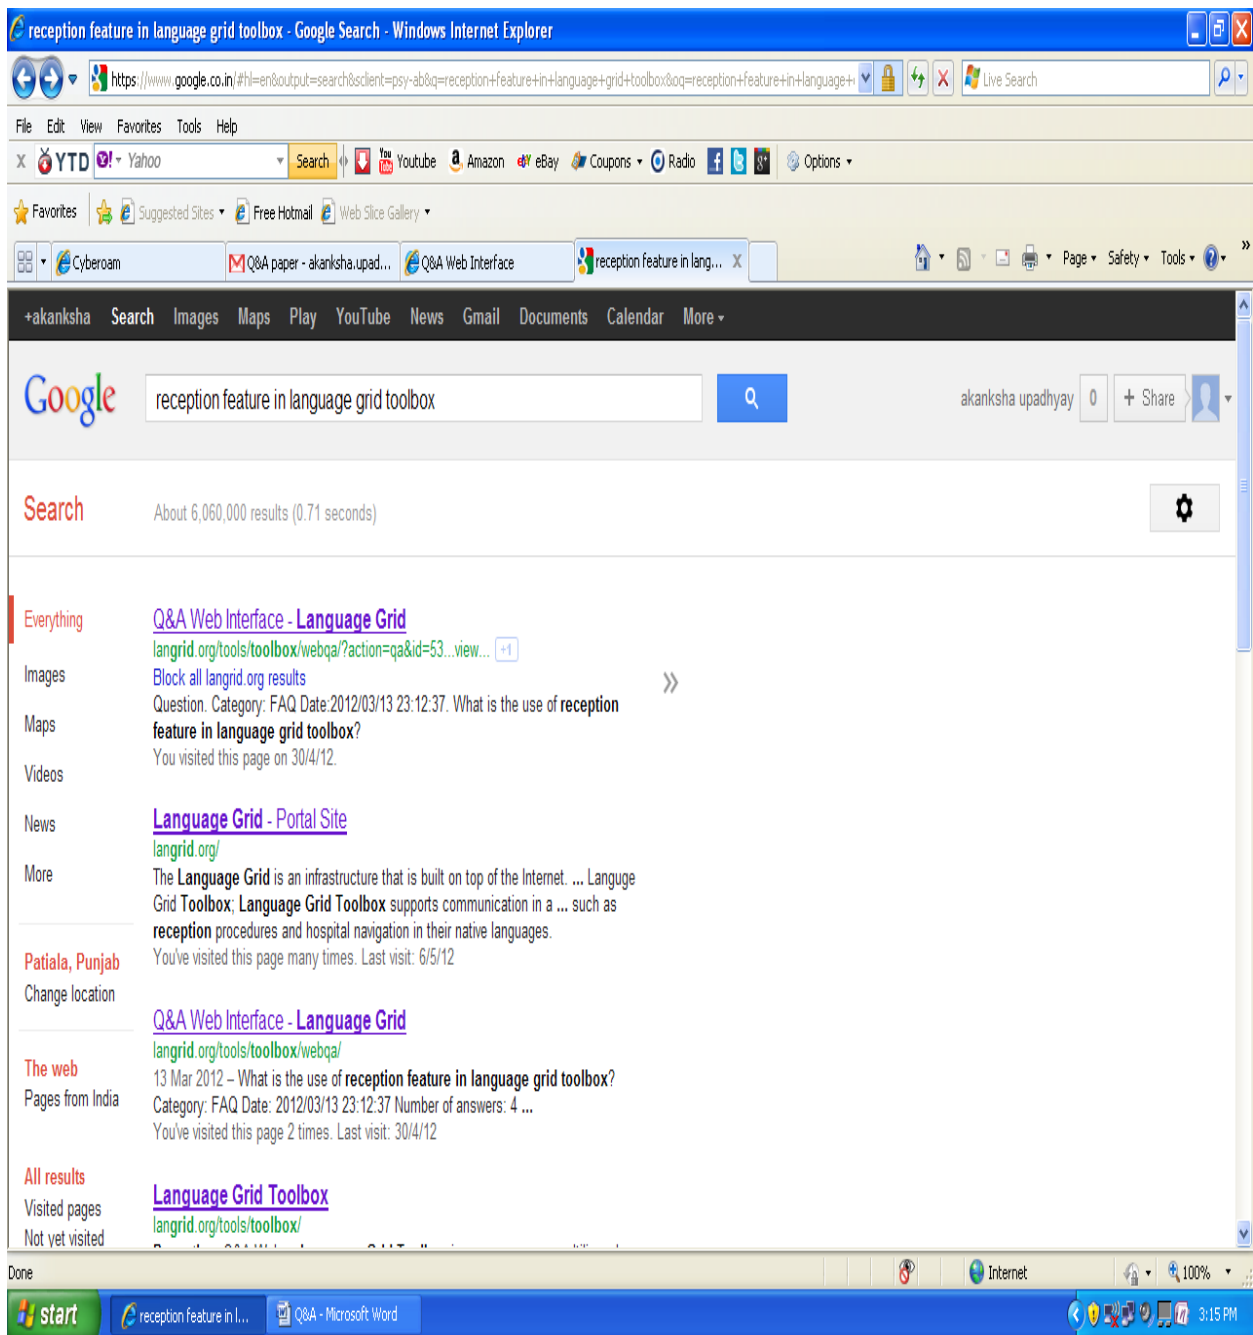 reception feature in language grid toolbox - Google Search - Windows Internet Explorer
https://www.google.co.in/#hl=en&output=search&sclient=psy-ab&q=reception+feature+in+language+grid+toolbox&oq=reception+feature+in+language+
Live Search
File Edit View Favorites Tools Help
X YTD Yahoo Search You Tube Youtube Amazon eBay Coupons Radio Options
Favorites Suggested Sites Free Hotmail Web Slice Gallery
Cyberoam Q&A paper - akanksha.upad... Q&A Web Interface reception feature in lang... X Page Safety Tools »
+akanksha Search Images Maps Play YouTube News Gmail Documents Calendar More
Google reception feature in language grid toolbox akanksha upadhyay 0 + Share
Search About 6,060,000 results (0.71 seconds)
Everything
Images
Maps
Videos
News
More
Patiala, Punjab
Change location
The web
Pages from India
All results
Visited pages
Not yet visited
Q&A Web Interface - Language Grid
langrid.org/tools/toolbox/webqa/?action=qa&id=53...view... +1
Block all langrid.org results
Question. Category: FAQ Date:2012/03/13 23:12:37. What is the use of reception
feature in language grid toolbox?
You visited this page on 30/4/12.
»
Language Grid - Portal Site
langrid.org/
The Language Grid is an infrastructure that is built on top of the Internet. ... Languge
Grid Toolbox; Language Grid Toolbox supports communication in a ... such as
reception procedures and hospital navigation in their native languages.
You've visited this page many times. Last visit: 6/5/12
Q&A Web Interface - Language Grid
langrid.org/tools/toolbox/webqa/
13 Mar 2012 – What is the use of reception feature in language grid toolbox?
Category: FAQ Date: 2012/03/13 23:12:37 Number of answers: 4 ...
You've visited this page 2 times. Last visit: 30/4/12
Language Grid Toolbox
langrid.org/tools/toolbox/
Done Internet 100%
start reception feature in l... Q&A - Microsoft Word 3:15 PM